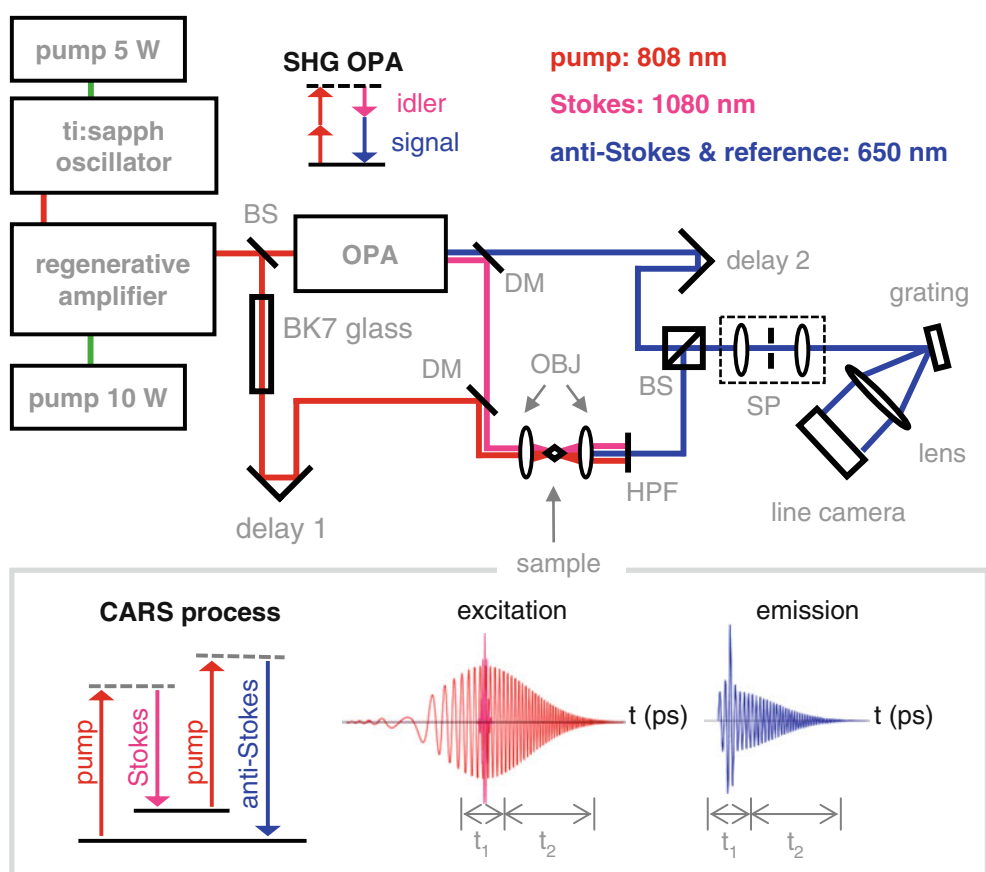 pump 5 W
ti:sapph
oscillator
regenerative
amplifier
pump 10 W
SHG OPA
idler
signal
pump: 808 nm
Stokes: 1080 nm
anti-Stokes & reference: 650 nm
BS
OPA
DM
delay 2
grating
BK7 glass
DM
OBJ
BS
SP
lens
HPF
line camera
delay 1
sample
CARS process
pump
Stokes
pump
anti-Stokes
excitation
t (ps)
t1
t2
emission
t (ps)
t1
t2